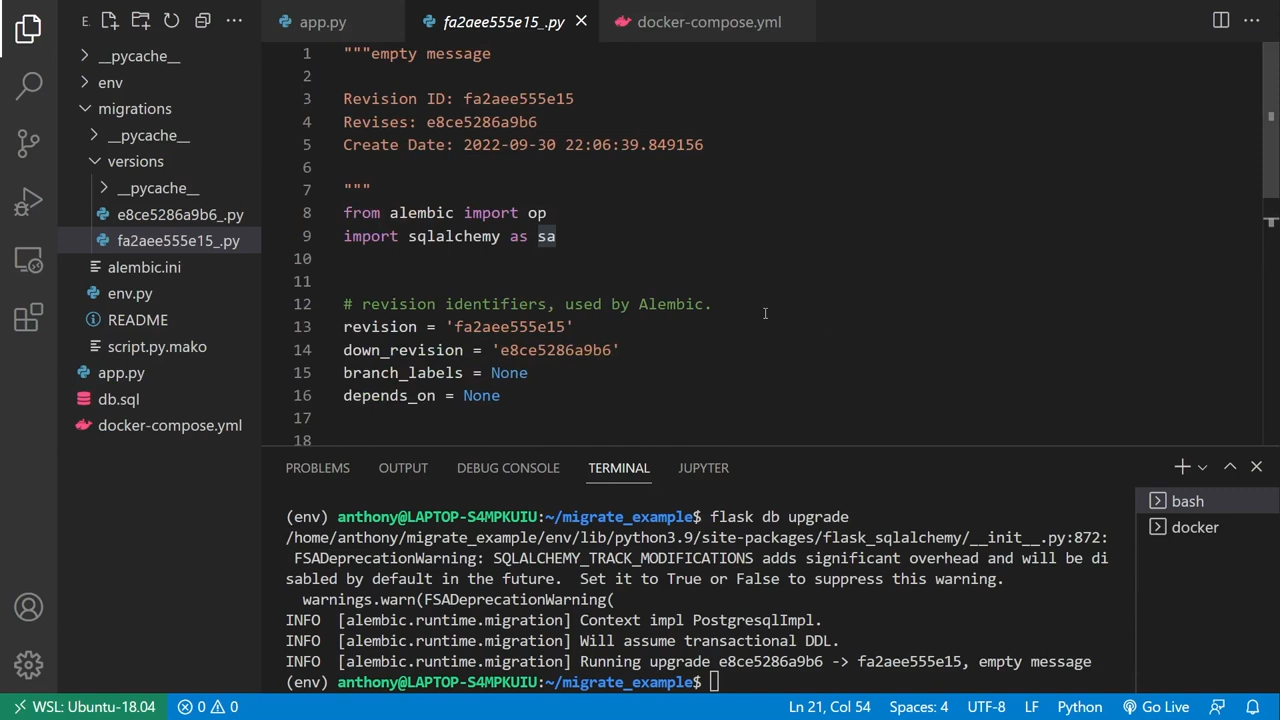 E.
app.py
fa2aee555e15_.py
docker-compose.yml
__pycache__
env
migrations
__pycache__
versions
__pycache__
e8ce5286a9b6_.py
fa2aee555e15_.py
alembic.ini
env.py
README
script.py.mako
app.py
db.sql
docker-compose.yml
1 """empty message
2
3 Revision ID: fa2aee555e15
4 Revises: e8ce5286a9b6
5 Create Date: 2022-09-30 22:06:39.849156
6
7 """
8 from alembic import op
9 import sqlalchemy as sa
10
11
12 # revision identifiers, used by Alembic.
13 revision = 'fa2aee555e15'
14 down_revision = 'e8ce5286a9b6'
15 branch_labels = None
16 depends_on = None
17
18
PROBLEMS OUTPUT DEBUG CONSOLE TERMINAL JUPYTER
(env) anthony@LAPTOP-S4MPKUIU:~/migrate_example$ flask db upgrade
/home/anthony/migrate_example/env/lib/python3.9/site-packages/flask_sqlalchemy/__init__.py:872:
FSADeprecationWarning: SQLALCHEMY_TRACK_MODIFICATIONS adds significant overhead and will be di
sabled by default in the future.  Set it to True or False to suppress this warning.
warnings.warn(FSADeprecationWarning(
INFO  [alembic.runtime.migration] Context impl PostgresqlImpl.
INFO  [alembic.runtime.migration] Will assume transactional DDL.
INFO  [alembic.runtime.migration] Running upgrade e8ce5286a9b6 -> fa2aee555e15, empty message
(env) anthony@LAPTOP-S4MPKUIU:~/migrate_example$
bash
docker
WSL: Ubuntu-18.04 0 0 Ln 21, Col 54 Spaces: 4 UTF-8 LF Python Go Live